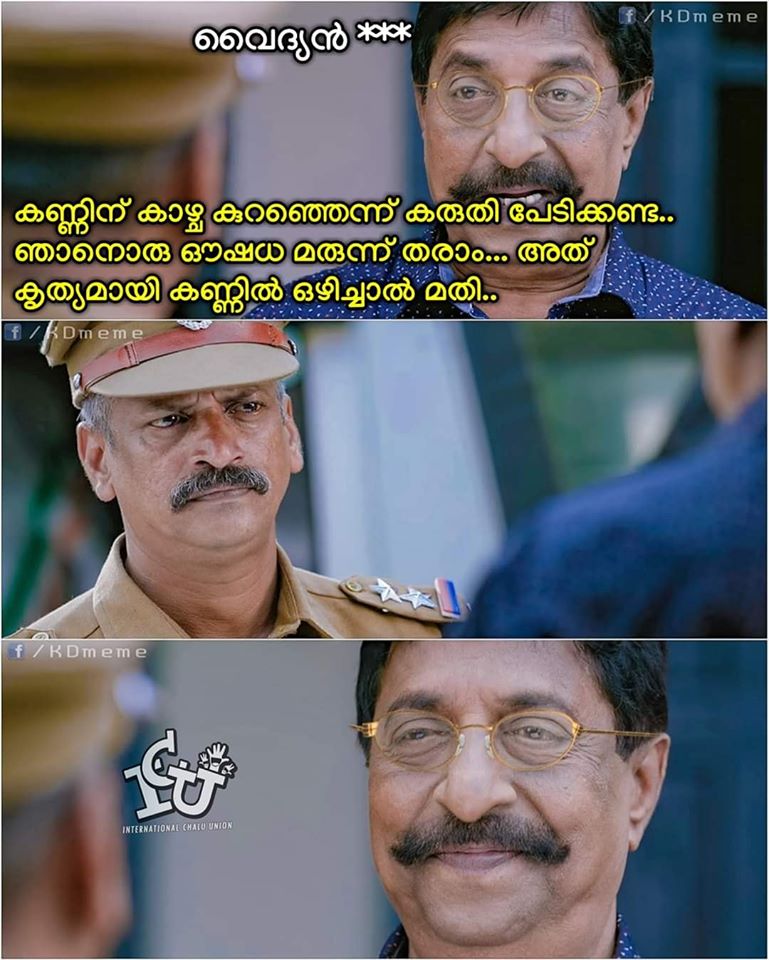 f/KDmeme
വൈദ്യൻ ***
കണ്ണിന് കാഴ്ച കുറഞ്ഞെന്ന് കരുതി പേടിക്കണ്ട..
ഞാനൊരു ഔഷധ മരുന്ന് തരാം... അത്
കൃത്യമായി കണ്ണിൽ ഒഴിച്ചാൽ മതി..
f/KDmeme
f/KDmeme
ICU
INTERNATIONAL CHALU UNION